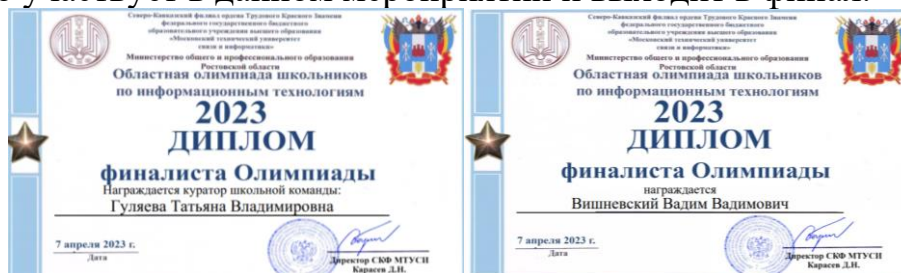 участвует в данном мероприятии и выходит в финал.
Северо-Кавказский филиал ордена Трудового Красного Знамени
федерального государственного бюджетного
образовательного учреждения высшего образования
«Московский технический университет
связи и информатики»
Министерство общего и профессионального образования
Ростовской области
Областная олимпиада школьников
по информационным технологиям
2023
ДИПЛОМ
финалиста Олимпиады
Награждается куратор школьной команды:
Гуляева Татьяна Владимировна
7 апреля 2023 г.
Дата
Директор СКФ МТУСИ
Карасев Д.Н.
Северо-Кавказский филиал ордена Трудового Красного Знамени
федерального государственного бюджетного
образовательного учреждения высшего образования
«Московский технический университет
связи и информатики»
Министерство общего и профессионального образования
Ростовской области
Областная олимпиада школьников
по информационным технологиям
2023
ДИПЛОМ
финалиста Олимпиады
награждается
Вишневский Вадим Вадимович
7 апреля 2023 г.
Дата
Директор СКФ МТУСИ
Карасев Д.Н.